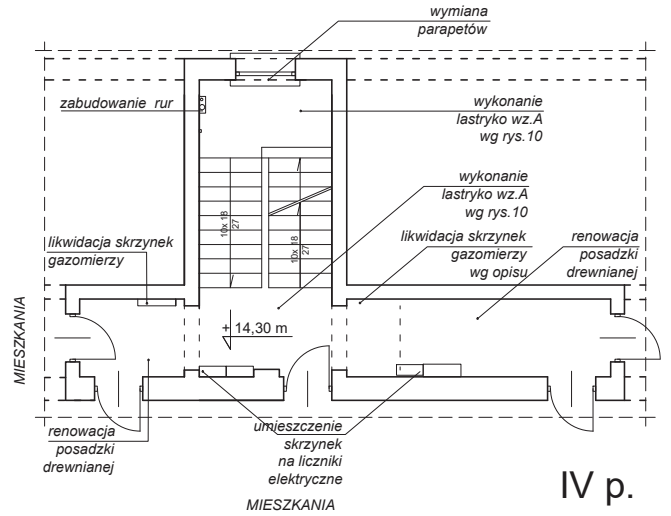 wymiana
parapetów
zabudowanie rur
wykonanie
lastryko wz.A
wg rys.10
wykonanie
lastryko wz.A
wg rys.10
10x 18
27
10x 18
27
likwidacja skrzynek
gazomierzy
likwidacja skrzynek
gazomierzy
wg opisu
renowacja
posadzki
drewnianej
MIESZKANIA
+ 14,30 m
renowacja
posadzki
drewnianej
umieszczenie
skrzynek
na liczniki
elektryczne
MIESZKANIA
IV p.